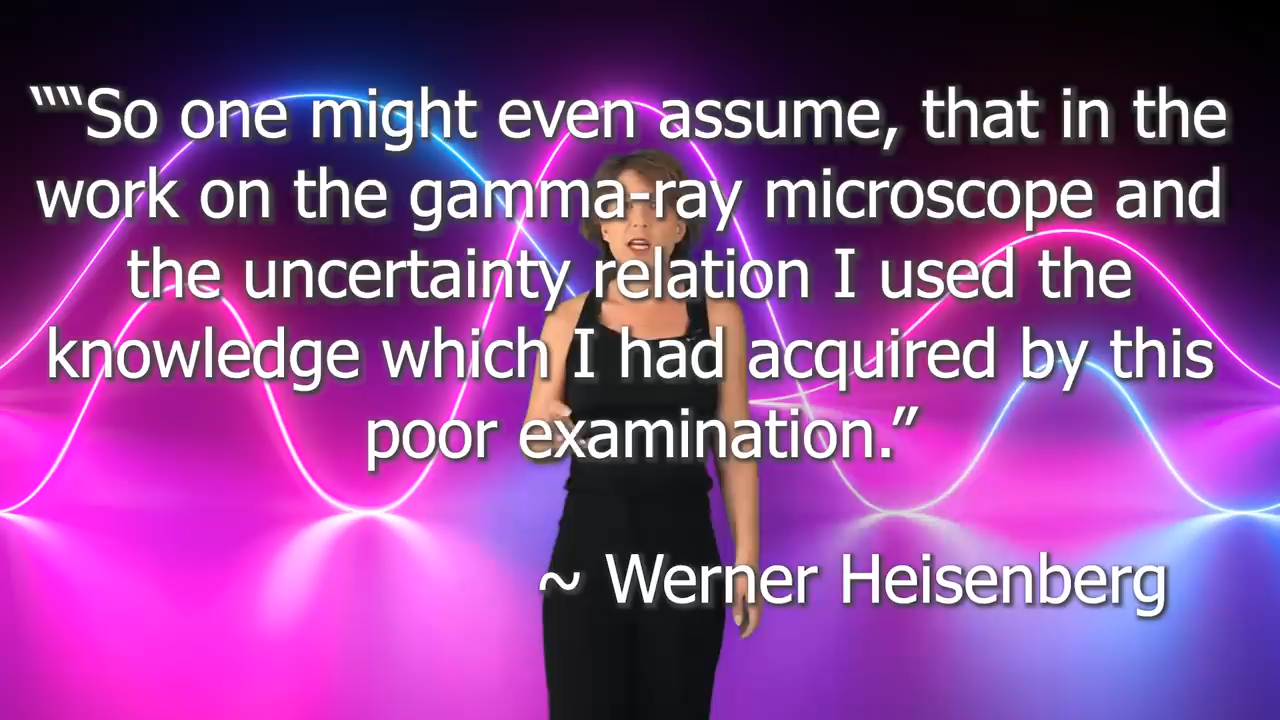 ““““So one might even assume, that in the
work on the gamma-ray microscope and
the uncertainty relation I used the
knowledge which I had acquired by this
poor examination.”
~ Werner Heisenberg